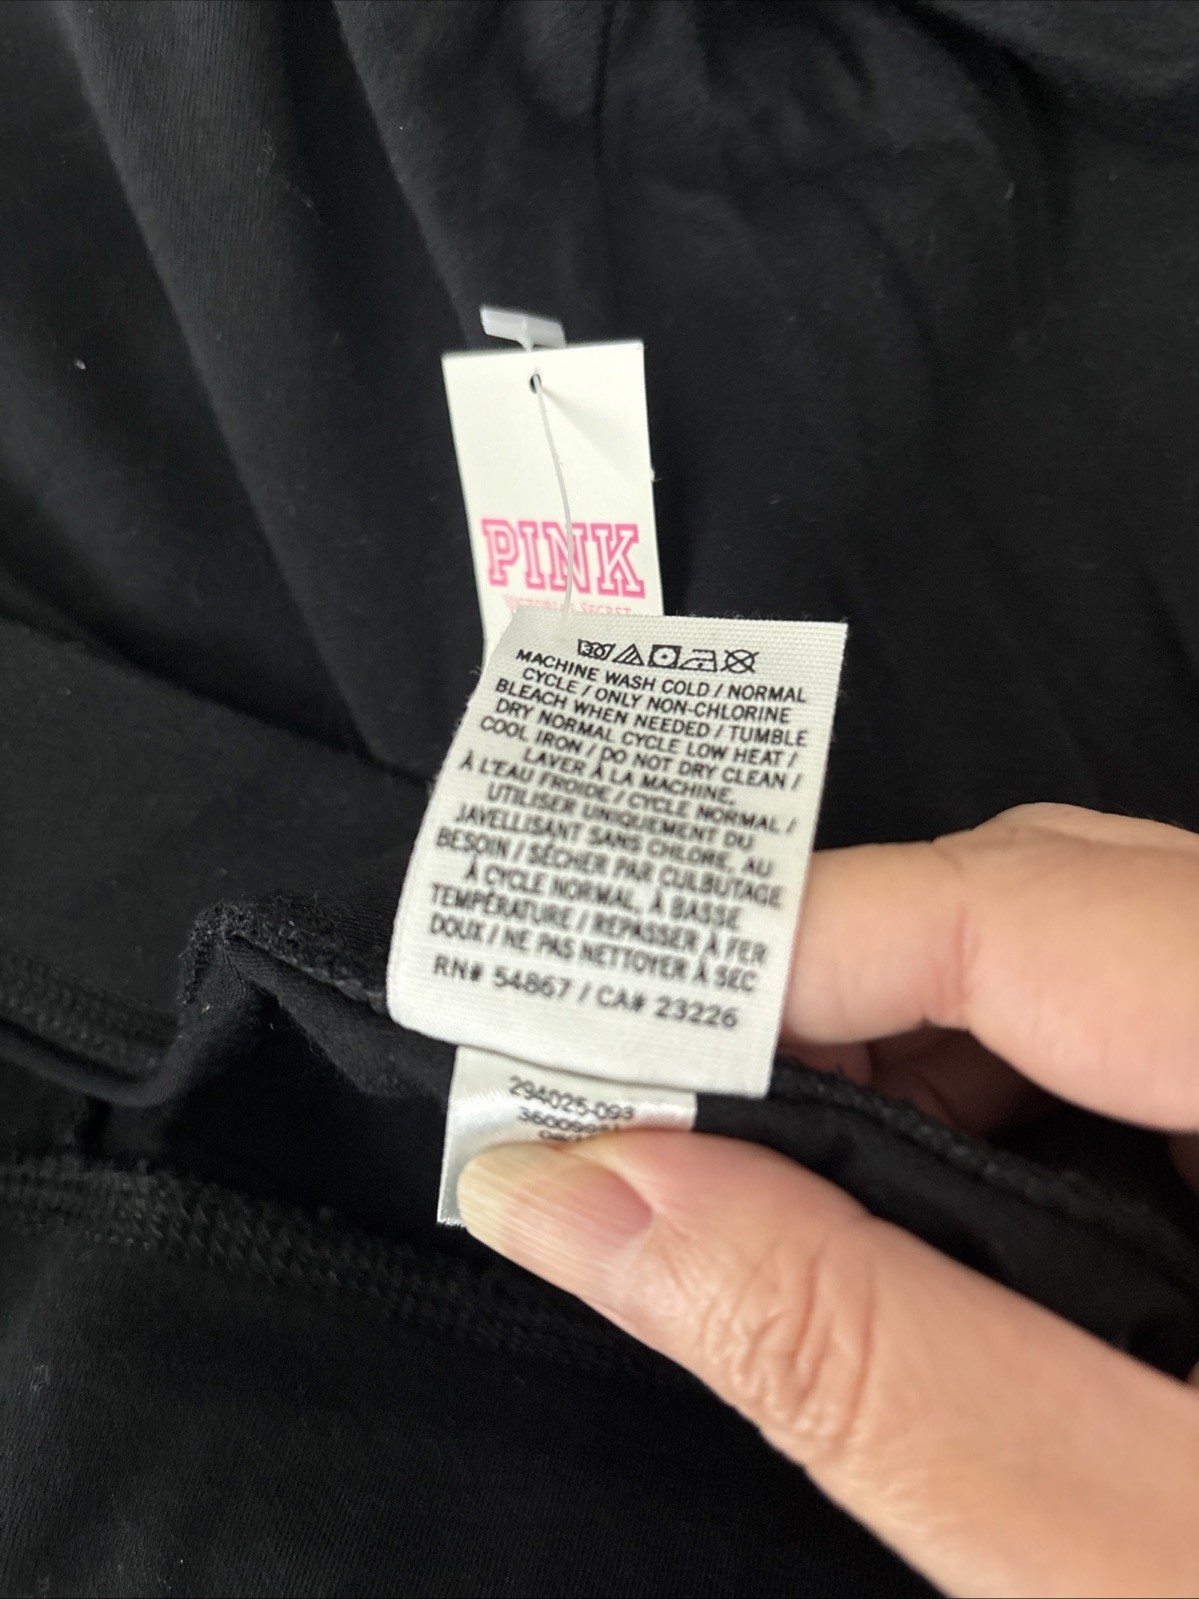 PINK
VICTORIA'S SECRET
30
MACHINE WASH COLD / NORMAL
CYCLE / ONLY NON-CHLORINE
BLEACH WHEN NEEDED / TUMBLE
DRY NORMAL CYCLE LOW HEAT /
COOL IRON / DO NOT DRY CLEAN /
LAVER À LA MACHINE,
À L'EAU FROIDE / CYCLE NORMAL /
UTILISER UNIQUEMENT DU
JAVELLISANT SANS CHLORE, AU
BESOIN / SÉCHER PAR CULBUTAGE
À CYCLE NORMAL, À BASSE
TEMPÉRATURE / REPASSER À FER
DOUX / NE PAS NETTOYER À SEC
RN# 54867 / CA# 23226
294025-093